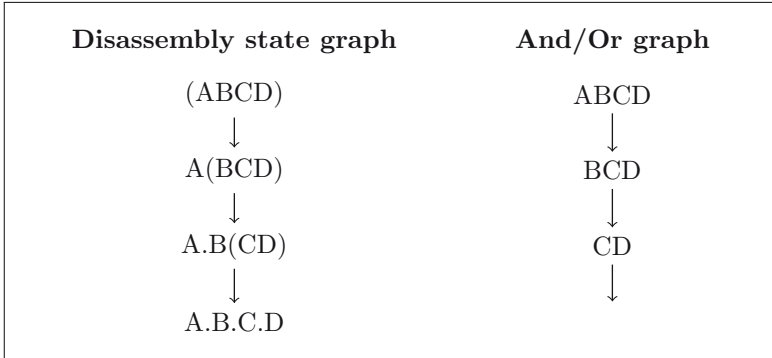 Disassembly state graph
(ABCD)
A(BCD)
A.B(CD)
A.B.C.D
And/Or graph
ABCD
BCD
CD